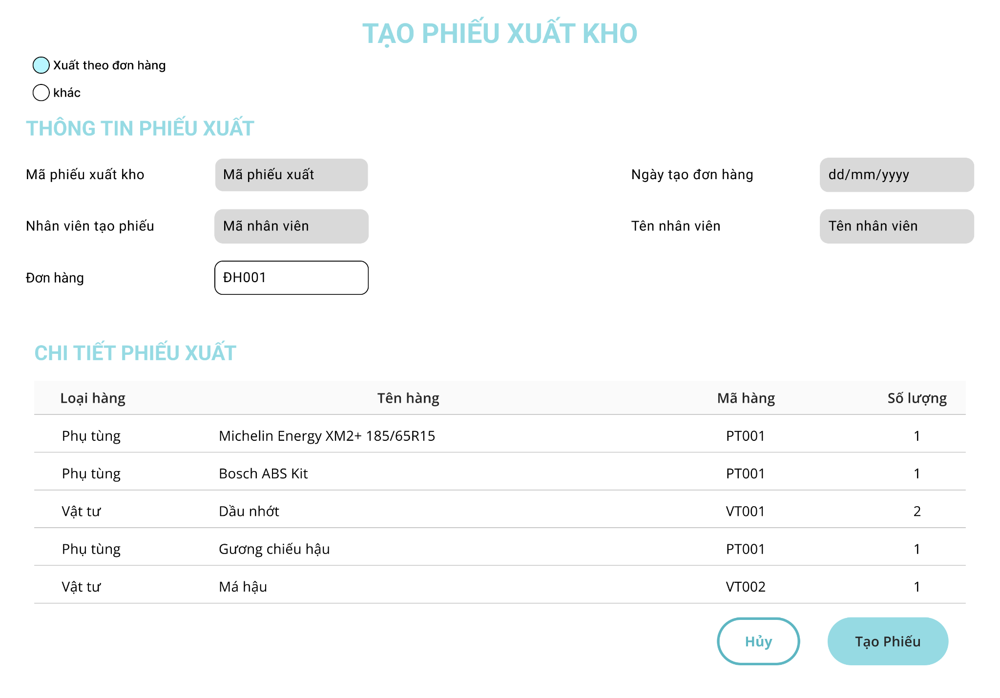 TẠO PHIẾU XUẤT KHO
Xuất theo đơn hàng
khác
THÔNG TIN PHIẾU XUẤT
Mã phiếu xuất kho Mã phiếu xuất Ngày tạo đơn hàng dd/mm/yyyy
Nhân viên tạo phiếu Mã nhân viên Tên nhân viên Tên nhân viên
Đơn hàng ĐH001
CHI TIẾT PHIẾU XUẤT
Loại hàng Tên hàng Mã hàng Số lượng
Phụ tùng Michelin Energy XM2+ 185/65R15 PT001 1
Phụ tùng Bosch ABS Kit PT001 1
Vật tư Dầu nhớt VT001 2
Phụ tùng Gương chiếu hậu PT001 1
Vật tư Má hậu VT002 1
Hủy Tạo Phiếu